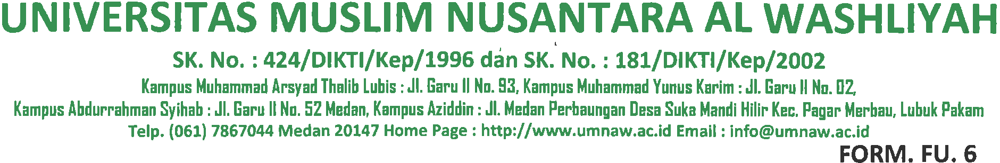 UNIVERSITAS MUSLIM NUSANTARA AL WASHLIYAH
SK. No. : 424/DIKTI/Kep/1996 dan SK. No. : 181/DIKTI/Kep/2002
Kampus Muhammad Arsyad Thalib Lubis : Jl. Garu II No. 93, Kampus Muhammad Yunus Karim : Jl. Garu II No. 02,
Kampus Abdurrahman Syihab : Jl. Garu II No. 52 Medan, Kampus Aziddin : Jl. Medan Perbaungan Desa Suka Mandi Hilir Kec. Pagar Merbau, Lubuk Pakam
Telp. (061) 7867044 Medan 20147 Home Page : http://www.umnaw.ac.id Email : info@umnaw.ac.id
FORM. FU. 6